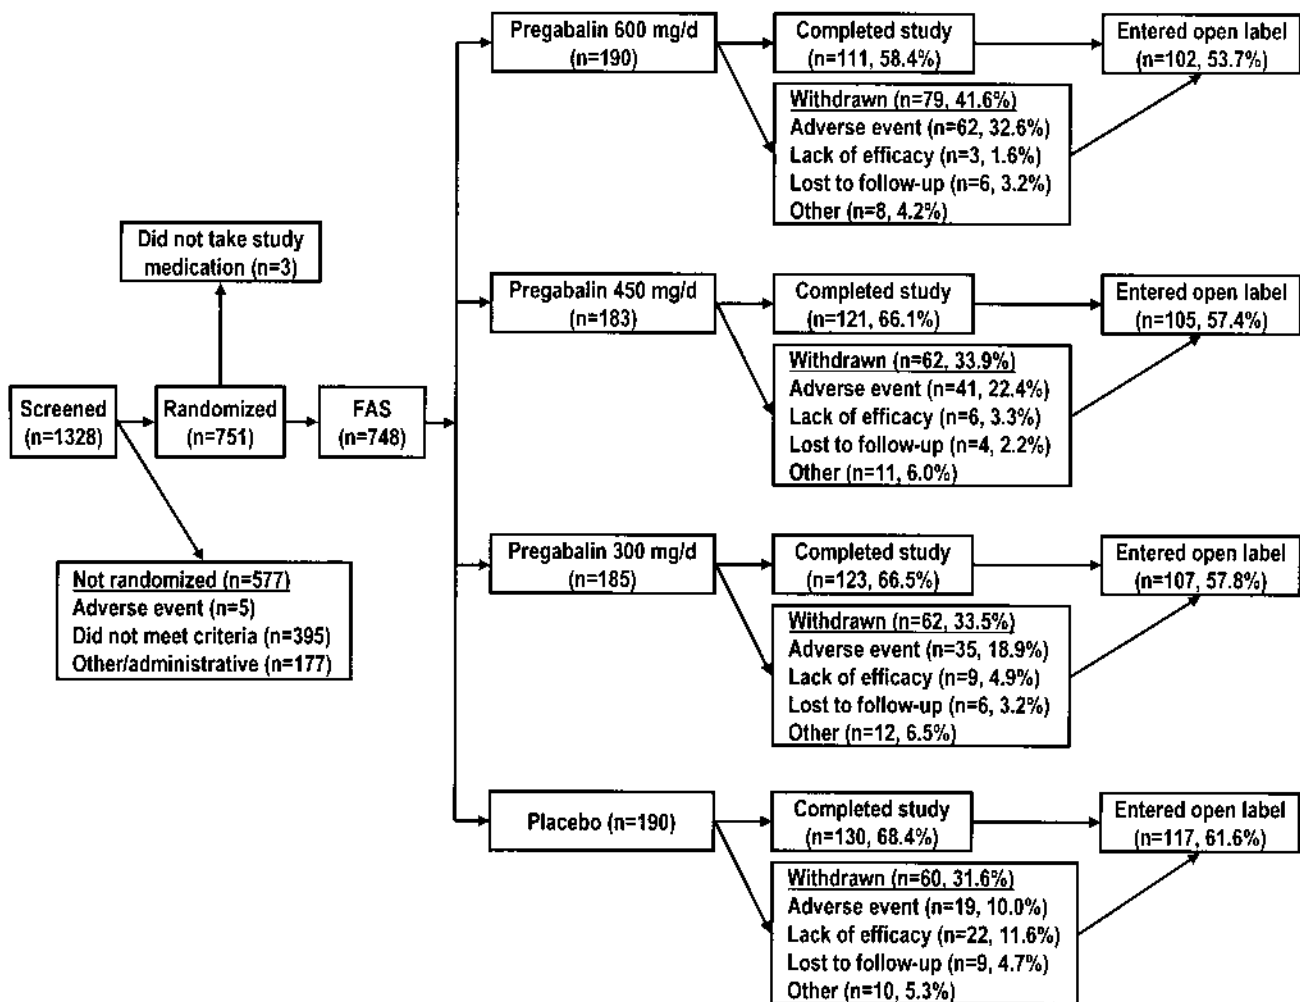 Pregabalin 600 mg/d
(n=190)
Completed study
(n=111, 58.4%)
Entered open label
(n=102, 53.7%)
Withdrawn (n=79, 41.6%)
Adverse event (n=62, 32.6%)
Lack of efficacy (n=3, 1.6%)
Lost to follow-up (n=6, 3.2%)
Other (n=8, 4.2%)
Did not take study
medication (n=3)
Pregabalin 450 mg/d
(n=183)
Completed study
(n=121, 66.1%)
Entered open label
(n=105, 57.4%)
Withdrawn (n=62, 33.9%)
Adverse event (n=41, 22.4%)
Lack of efficacy (n=6, 3.3%)
Lost to follow-up (n=4, 2.2%)
Other (n=11, 6.0%)
Screened
(n=1328)
Randomized
(n=751)
FAS
(n=748)
Not randomized (n=577)
Adverse event (n=5)
Did not meet criteria (n=395)
Other/administrative (n=177)
Pregabalin 300 mg/d
(n=185)
Completed study
(n=123, 66.5%)
Entered open label
(n=107, 57.8%)
Withdrawn (n=62, 33.5%)
Adverse event (n=35, 18.9%)
Lack of efficacy (n=9, 4.9%)
Lost to follow-up (n=6, 3.2%)
Other (n=12, 6.5%)
Placebo (n=190)
Completed study
(n=130, 68.4%)
Entered open label
(n=117, 61.6%)
Withdrawn (n=60, 31.6%)
Adverse event (n=19, 10.0%)
Lack of efficacy (n=22, 11.6%)
Lost to follow-up (n=9, 4.7%)
Other (n=10, 5.3%)